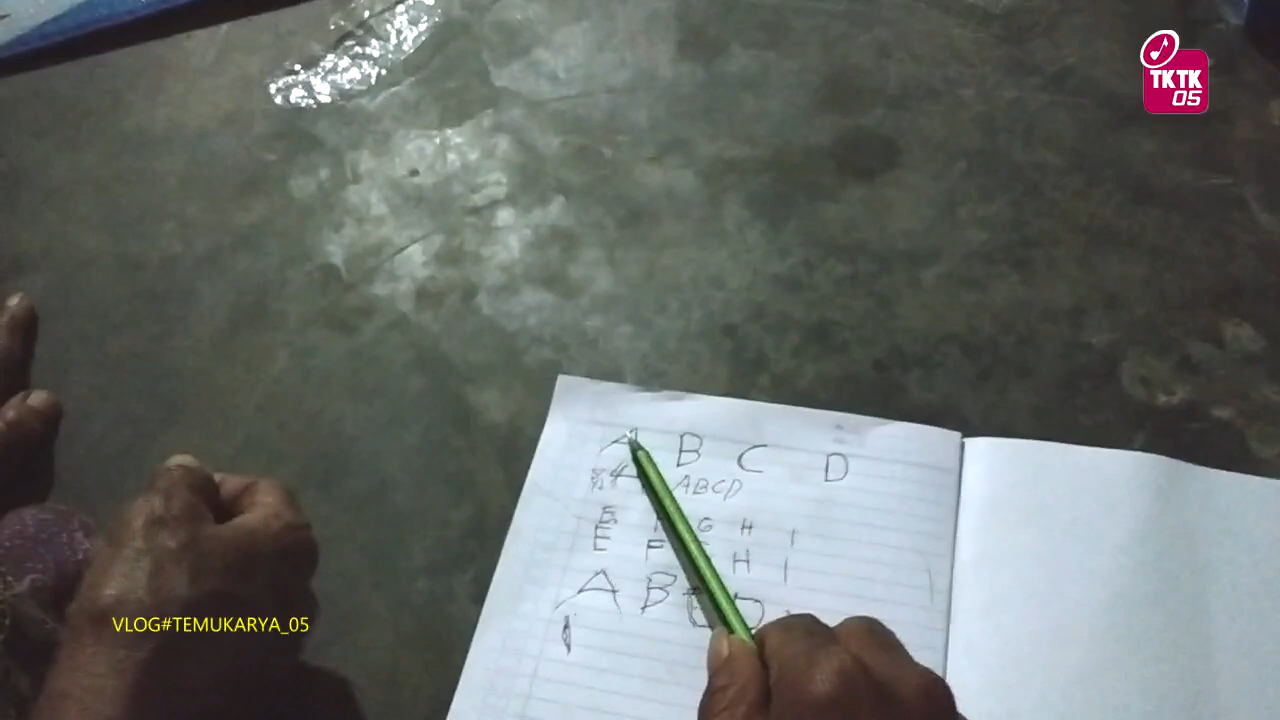 TKTK
05
A B C D
ABCD
E G H I
E F H I
A B D
VLOG#TEMUKARYA_05